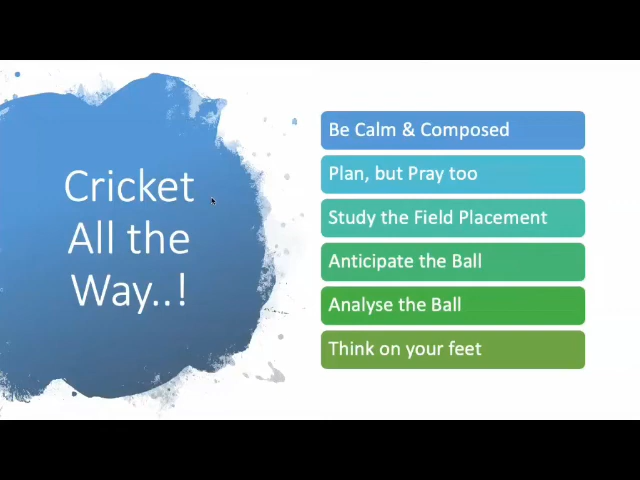 Cricket
All the
Way..!
Be Calm & Composed
Plan, but Pray too
Study the Field Placement
Anticipate the Ball
Analyse the Ball
Think on your feet